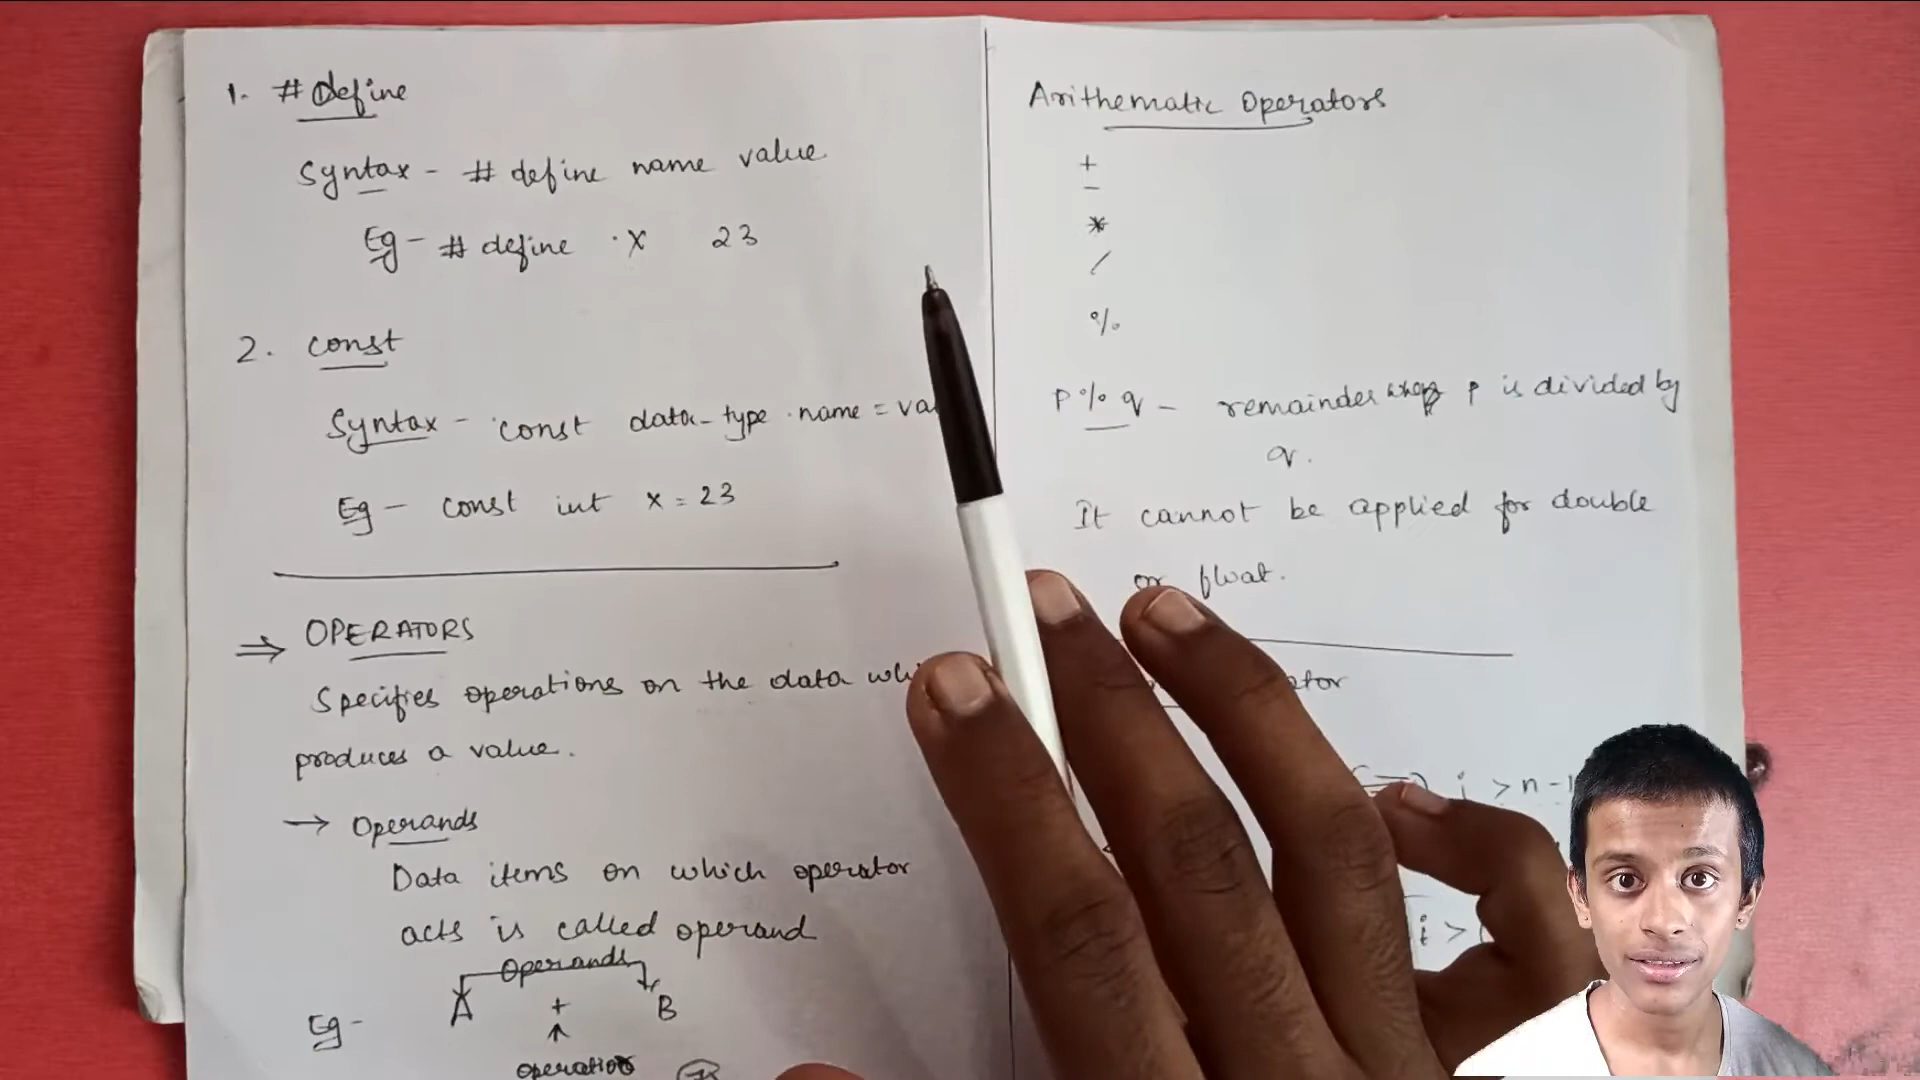 1. # Define
Syntax - # define name value
Eg - # define x 23
2. const
Syntax - const data-type name =
Eg - const int x = 23
⇒ OPERATORS
Specifies operations on the data
produces a value.
→ Operands
Data items on which operator
acts is called operand
Operands
Eg - A + B
↑
Arithematic Operators
+
-
*
/
%
P % q - remainder p is divided by
q.
It cannot be applied for double
or float.
i > n -
i >